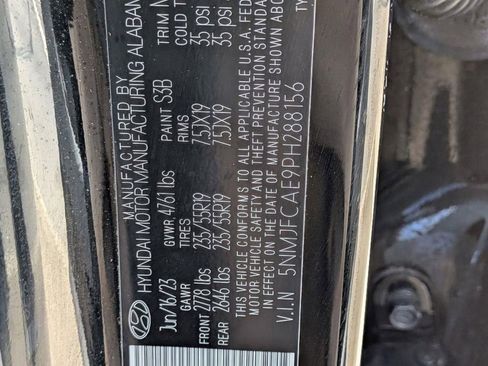 MANUFACTURED BY
HYUNDAI MOTOR MANUFACTURING ALABAM
Jun/16/23 GVWR 4761 lbs PAINT S3B TRIM
GAWR TIRES RIMS COLD T
FRONT 2778 lbs 235/55R19 7.5JX19 35 psi
REAR 2646 lbs 235/55R19 7.5JX19 35 psi
THIS VEHICLE CONFORMS TO ALL APPLICABLE U.S.A. FED
MOTOR VEHICLE SAFETY AND THEFT PREVENTION STANDAR
IN EFFECT ON THE DATE OF MANUFACTURE SHOWN ABO
V.I.N 5NMJFCAE9PH288156 TY